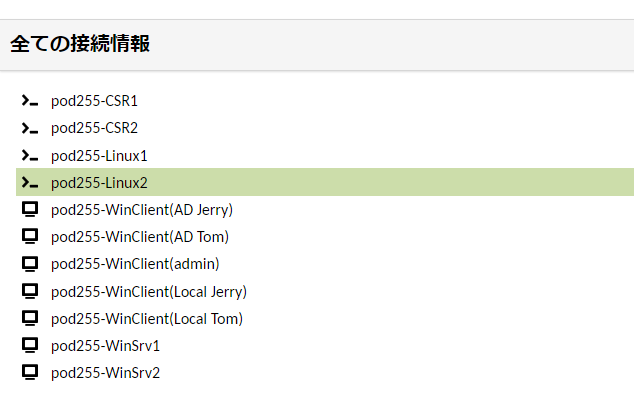 全ての接続情報
pod255-CSR1
pod255-CSR2
pod255-Linux1
pod255-Linux2
pod255-WinClient(AD Jerry)
pod255-WinClient(AD Tom)
pod255-WinClient(admin)
pod255-WinClient(Local Jerry)
pod255-WinClient(Local Tom)
pod255-WinSrv1
pod255-WinSrv2